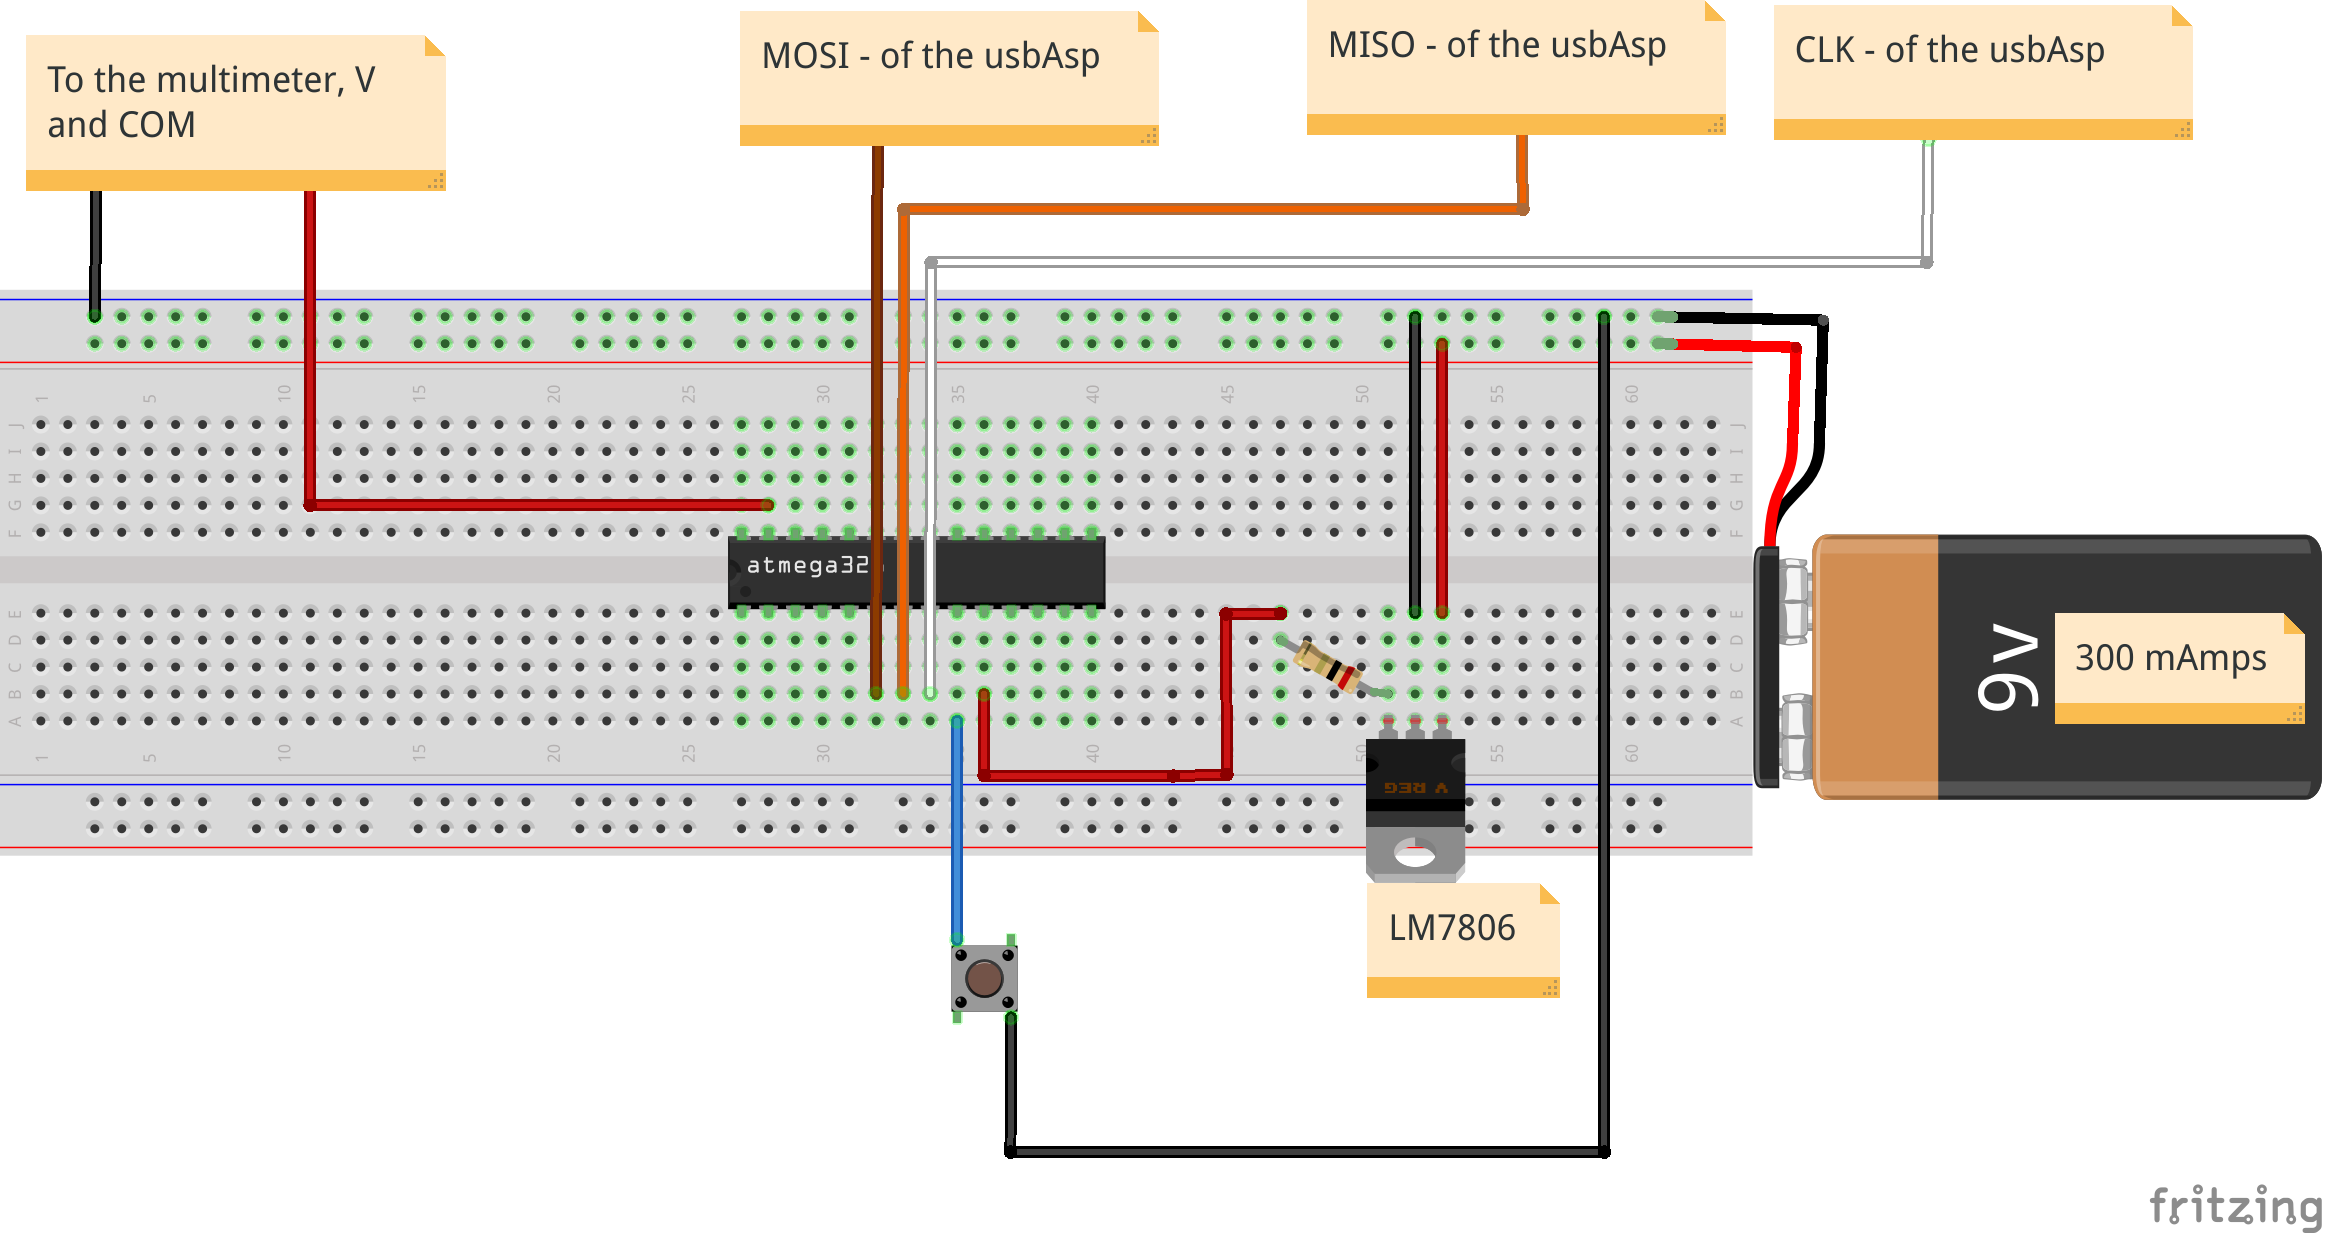 To the multimeter, V
and COM
MOSI - of the usbAsp
MISO - of the usbAsp
CLK - of the usbAsp
1 5 10 15 20 25 30 35 40 45 50 55 60
J
I
H
G
F
J
I
H
G
F
atmega32
E
D
C
B
A
E
D
C
B
A
1 5 10 15 20 25 30 40 50 55 60
V REG
9v
300 mAmps
LM7806
fritzing